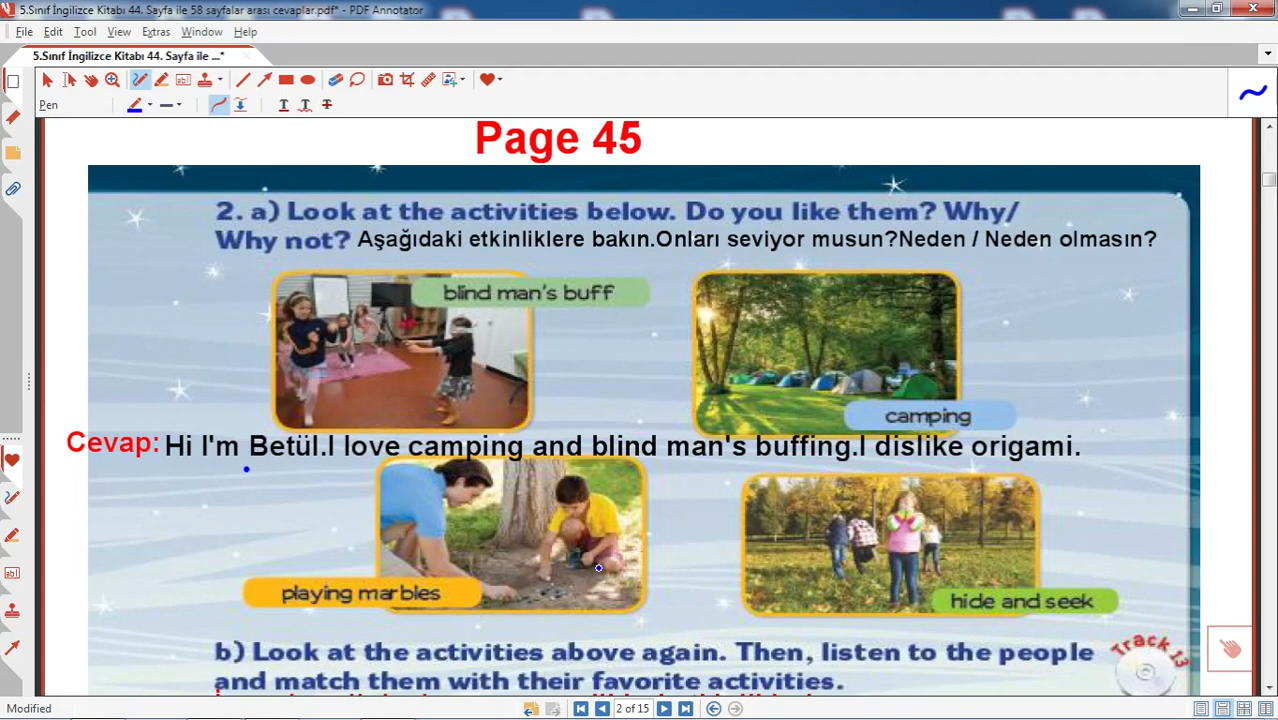 5.Sınıf İngilizce Kitabı 44. Sayfa ile 58 sayfalar arası cevaplar.pdf* - PDF Annotator
File Edit Tool View Extras Window Help
5.Sınıf İngilizce Kitabı 44. Sayfa ile ...*
Pen
Page 45
2. a) Look at the activities below. Do you like them? Why/
Why not? Aşağıdaki etkinliklere bakın.Onları seviyor musun?Neden / Neden olmasın?
blind man's buff
camping
Cevap: Hi I'm Betül.I love camping and blind man's buffing.I dislike origami.
playing marbles
hide and seek
b) Look at the activities above again. Then, listen to the people
and match them with their favorite activities.
Track 13
Modified
2 of 15